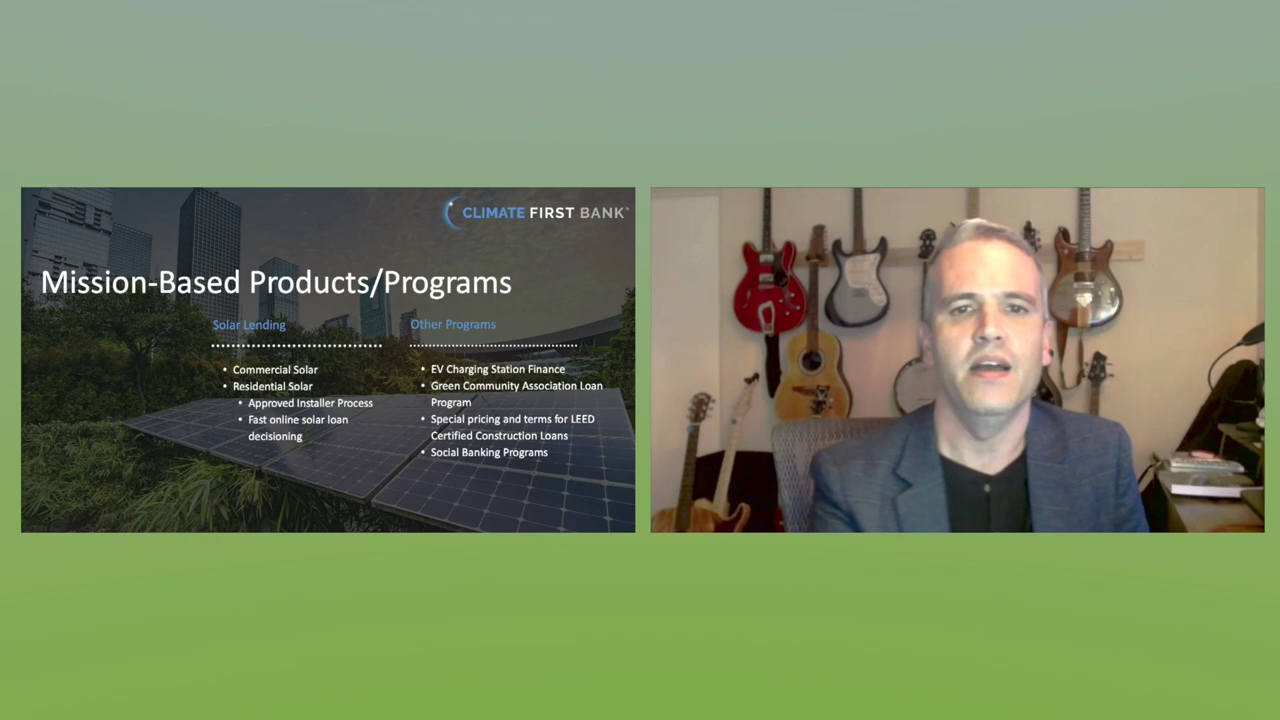 CLIMATE FIRST BANK®
Mission-Based Products/Programs
Solar Lending
• Commercial Solar
• Residential Solar
• Approved Installer Process
• Fast online solar loan
decisioning
Other Programs
• EV Charging Station Finance
• Green Community Association Loan
Program
• Special pricing and terms for LEED
Certified Construction Loans
• Social Banking Programs